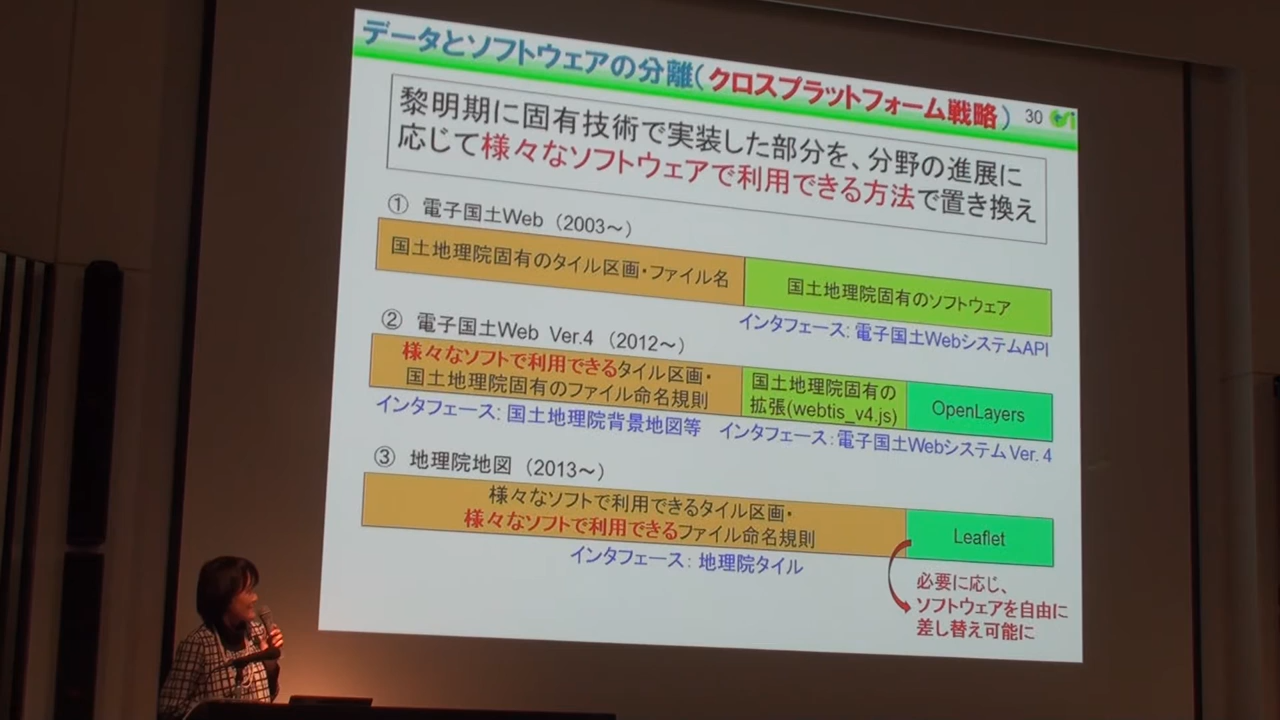 データとソフトウェアの分離(クロスプラットフォーム戦略) 30
黎明期に固有技術で実装した部分を、分野の進展に
応じて様々なソフトウェアで利用できる方法で置き換え
① 電子国土Web（2003～）
国土地理院固有のタイル区画・ファイル名
国土地理院固有のソフトウェア
インタフェース: 電子国土WebシステムAPI
② 電子国土Web Ver.4（2012～）
様々なソフトで利用できるタイル区画・
国土地理院固有のファイル命名規則
国土地理院固有の
拡張(webtis_v4.js)
OpenLayers
インタフェース: 国土地理院背景地図等
インタフェース: 電子国土Webシステム Ver. 4
③ 地理院地図（2013～）
様々なソフトで利用できるタイル区画・
様々なソフトで利用できるファイル命名規則
Leaflet
インタフェース: 地理院タイル
必要に応じ、
ソフトウェアを自由に
差し替え可能に